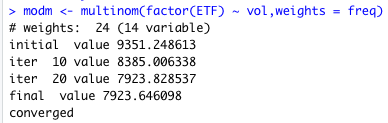 > modm <- multinom(factor(ETF) ~ vol,weights = freq)
# weights:  24 (14 variable)
initial  value 9351.248613
iter  10 value 8385.006338
iter  20 value 7923.828537
final  value 7923.646098
converged